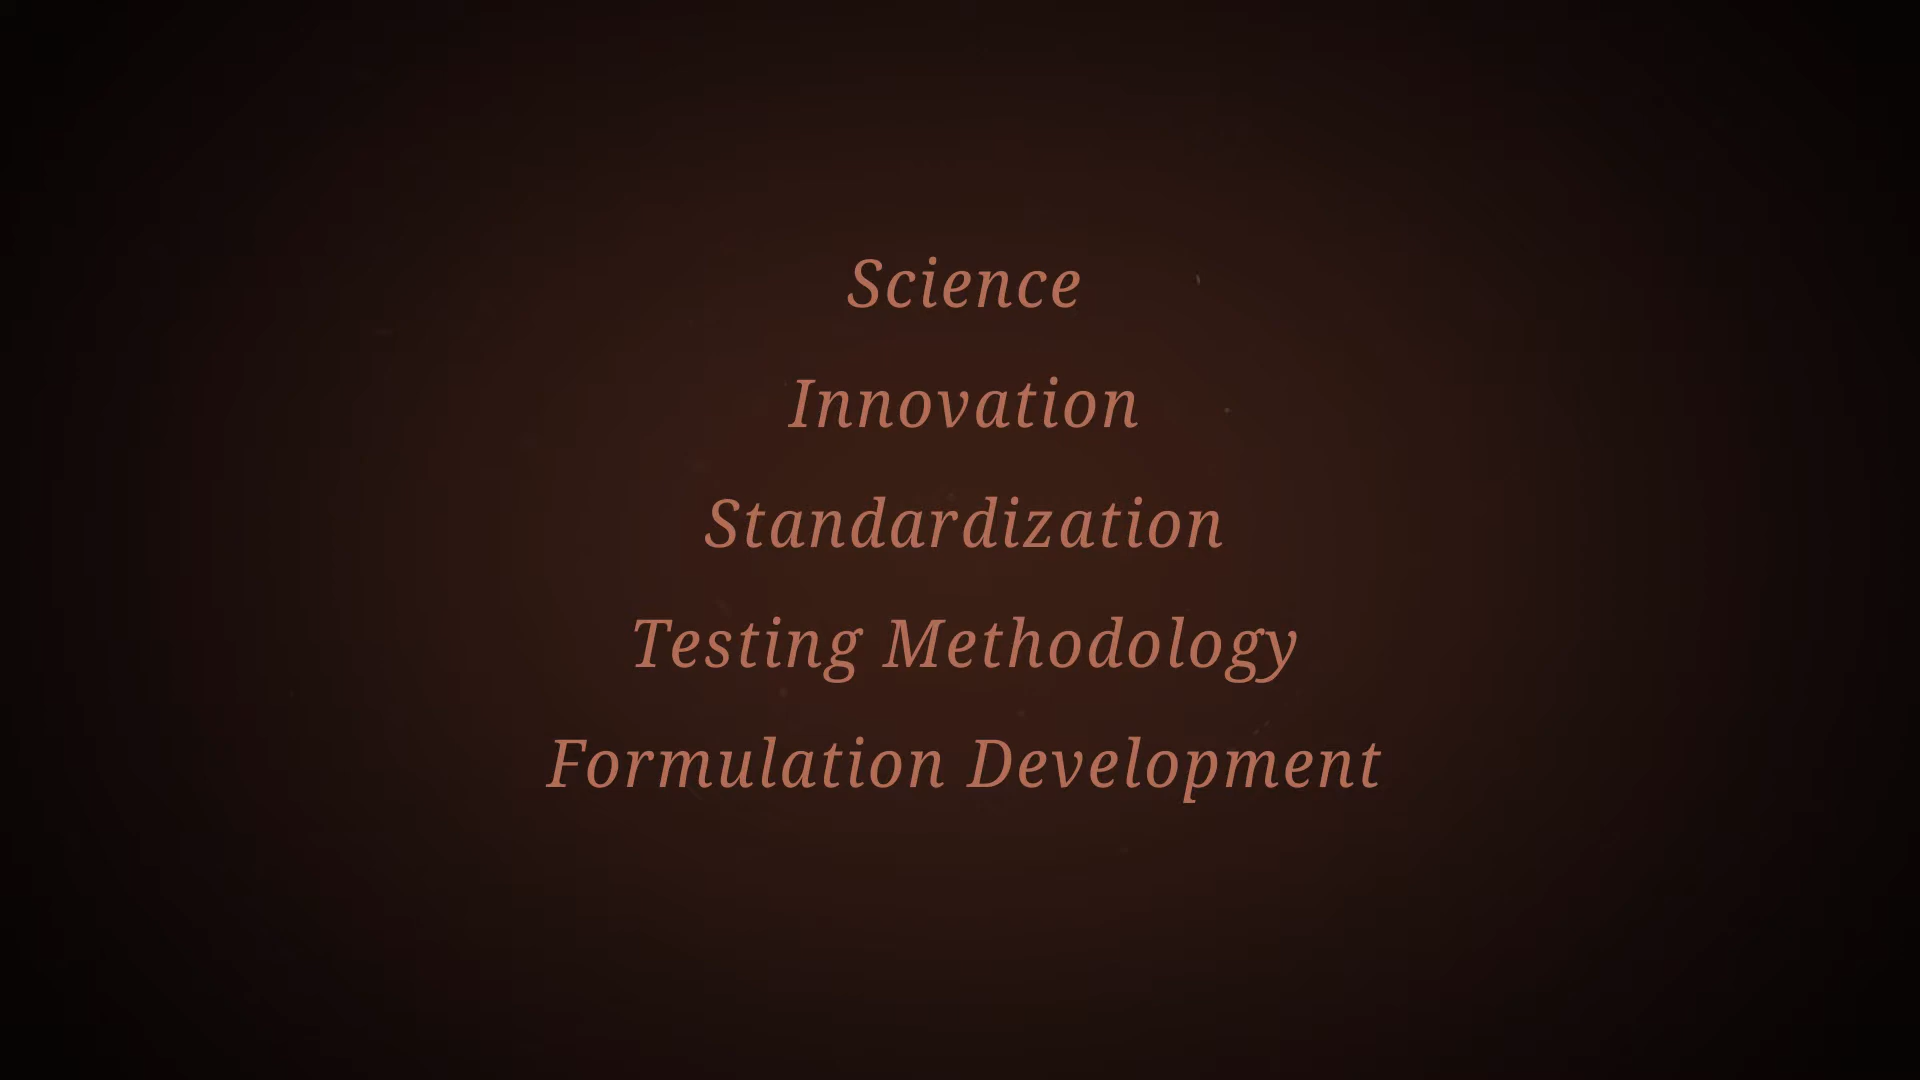 Science
Innovation
Standardization
Testing Methodology
Formulation Development